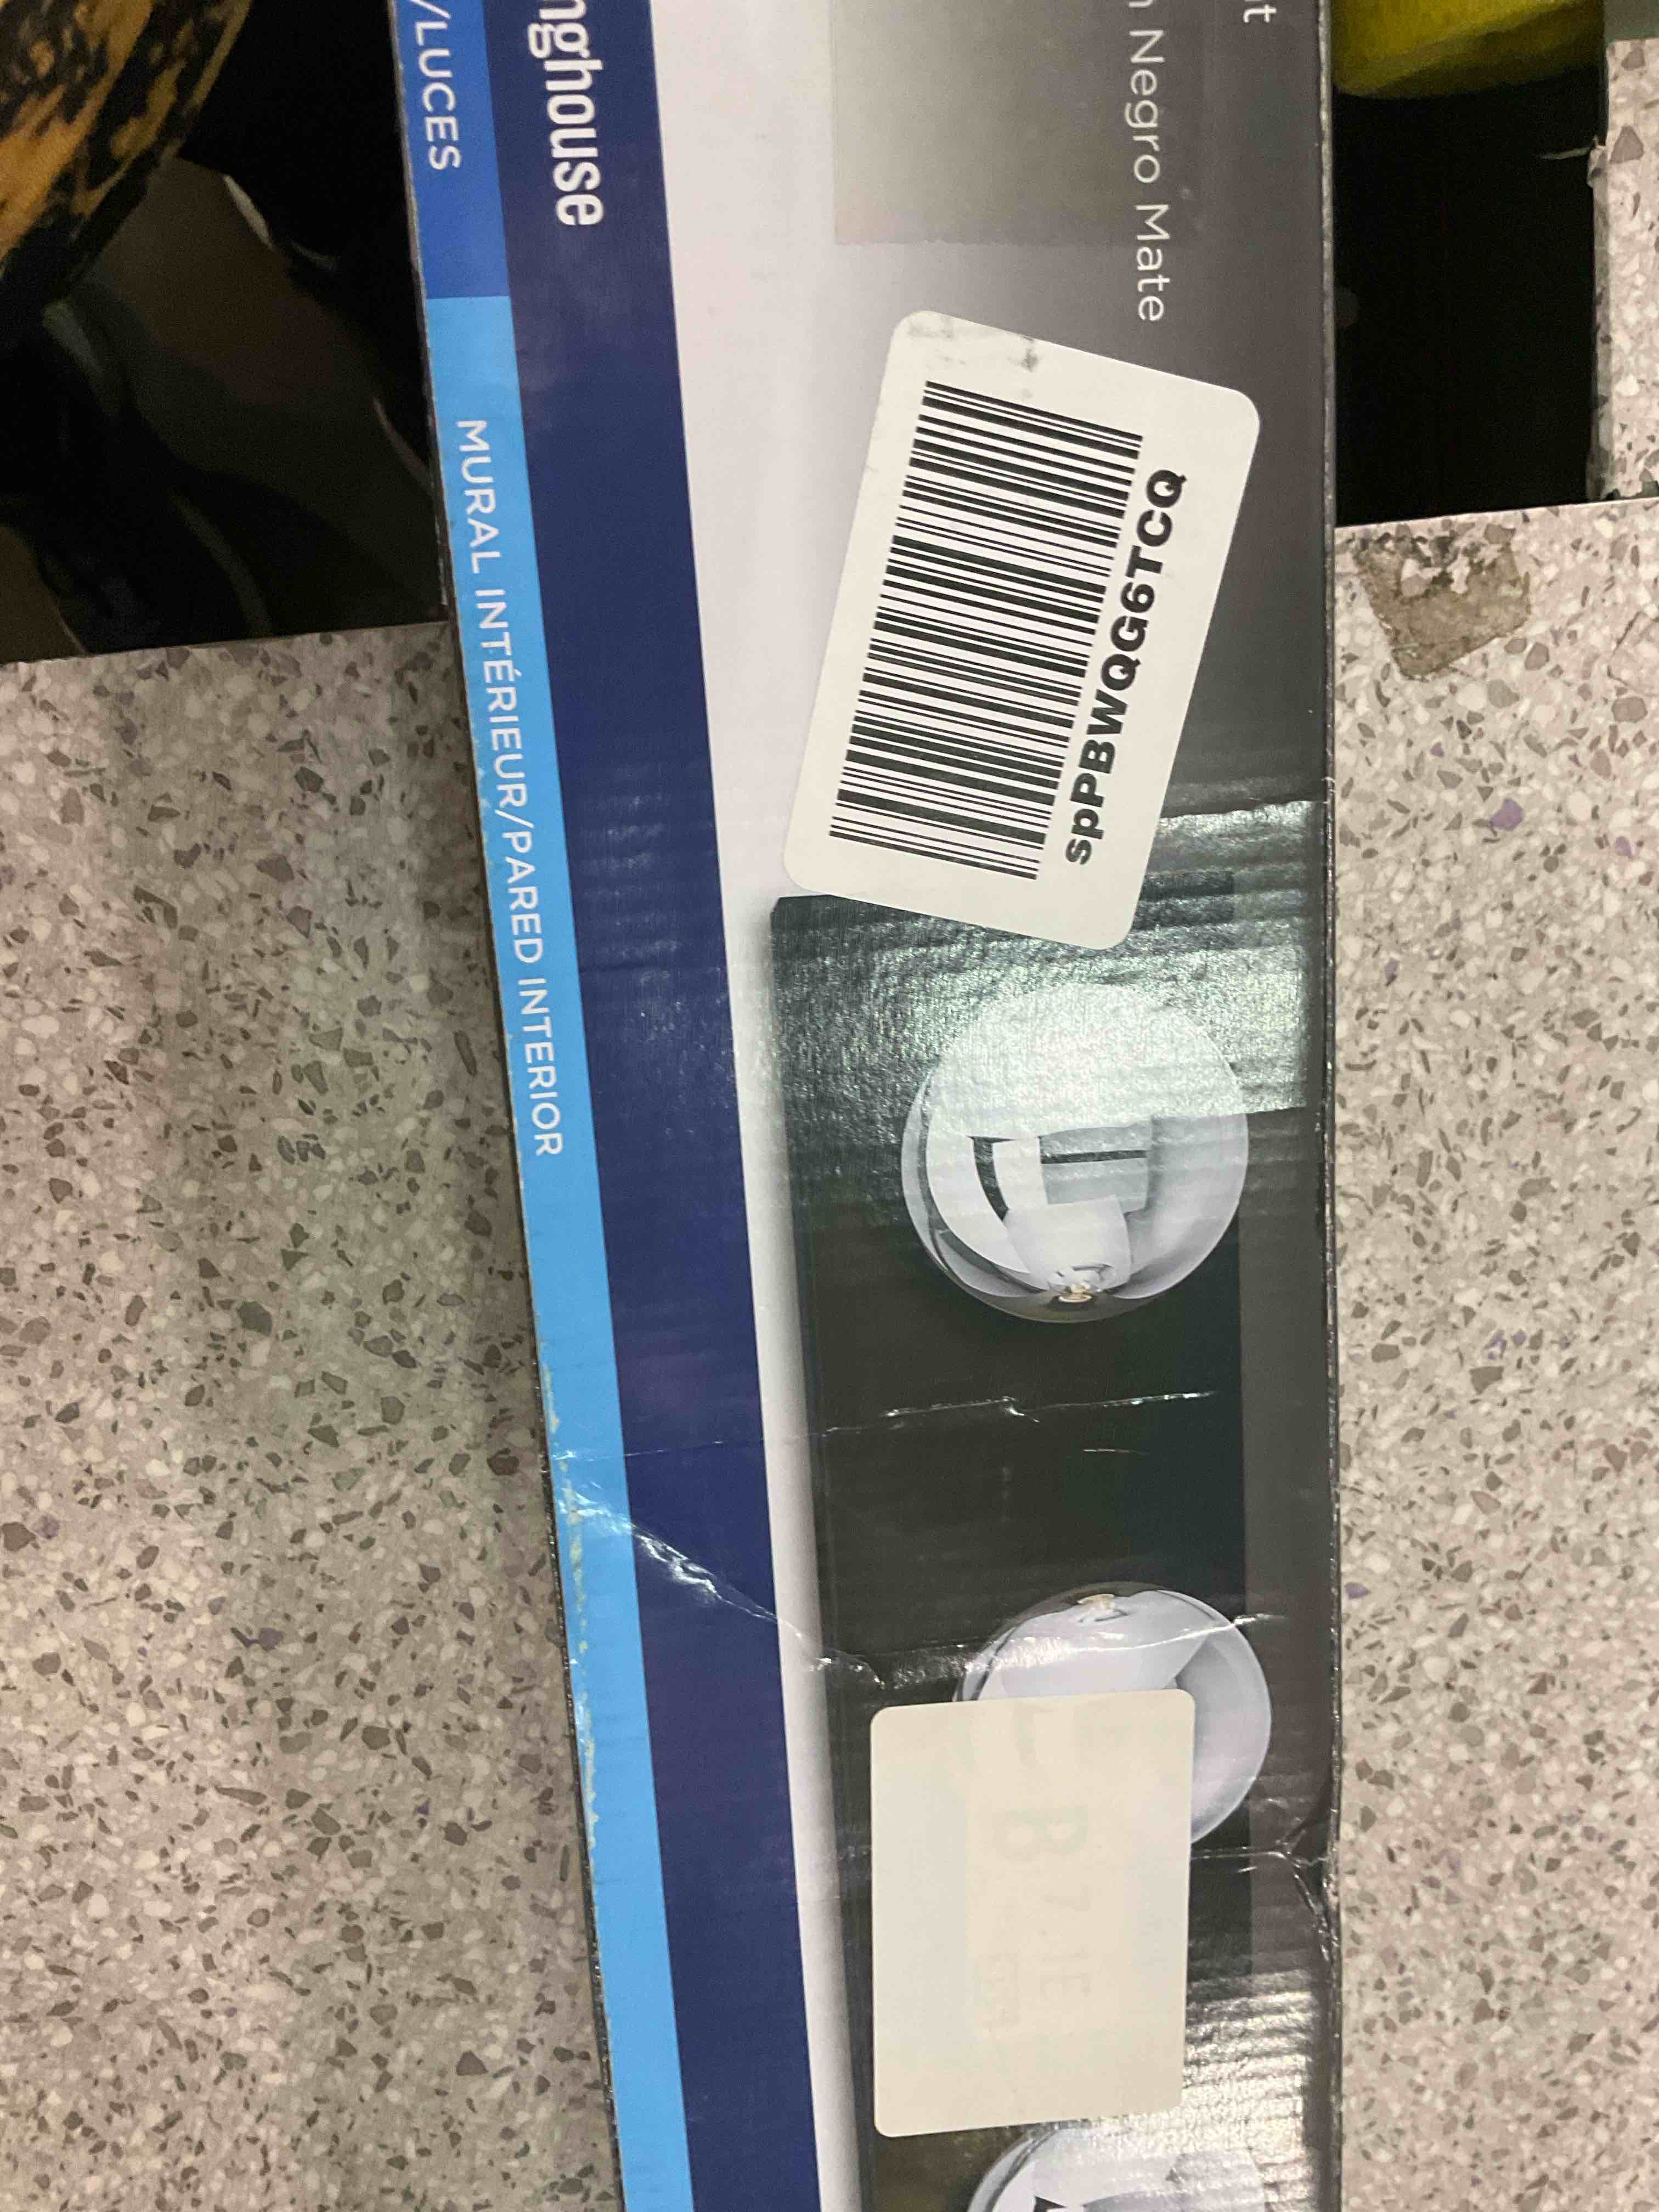 nghouse
/LUCES
MURAL INTÉRIEUR/PARED INTERIOR
Negro Mate
spPBWQG6TCQ